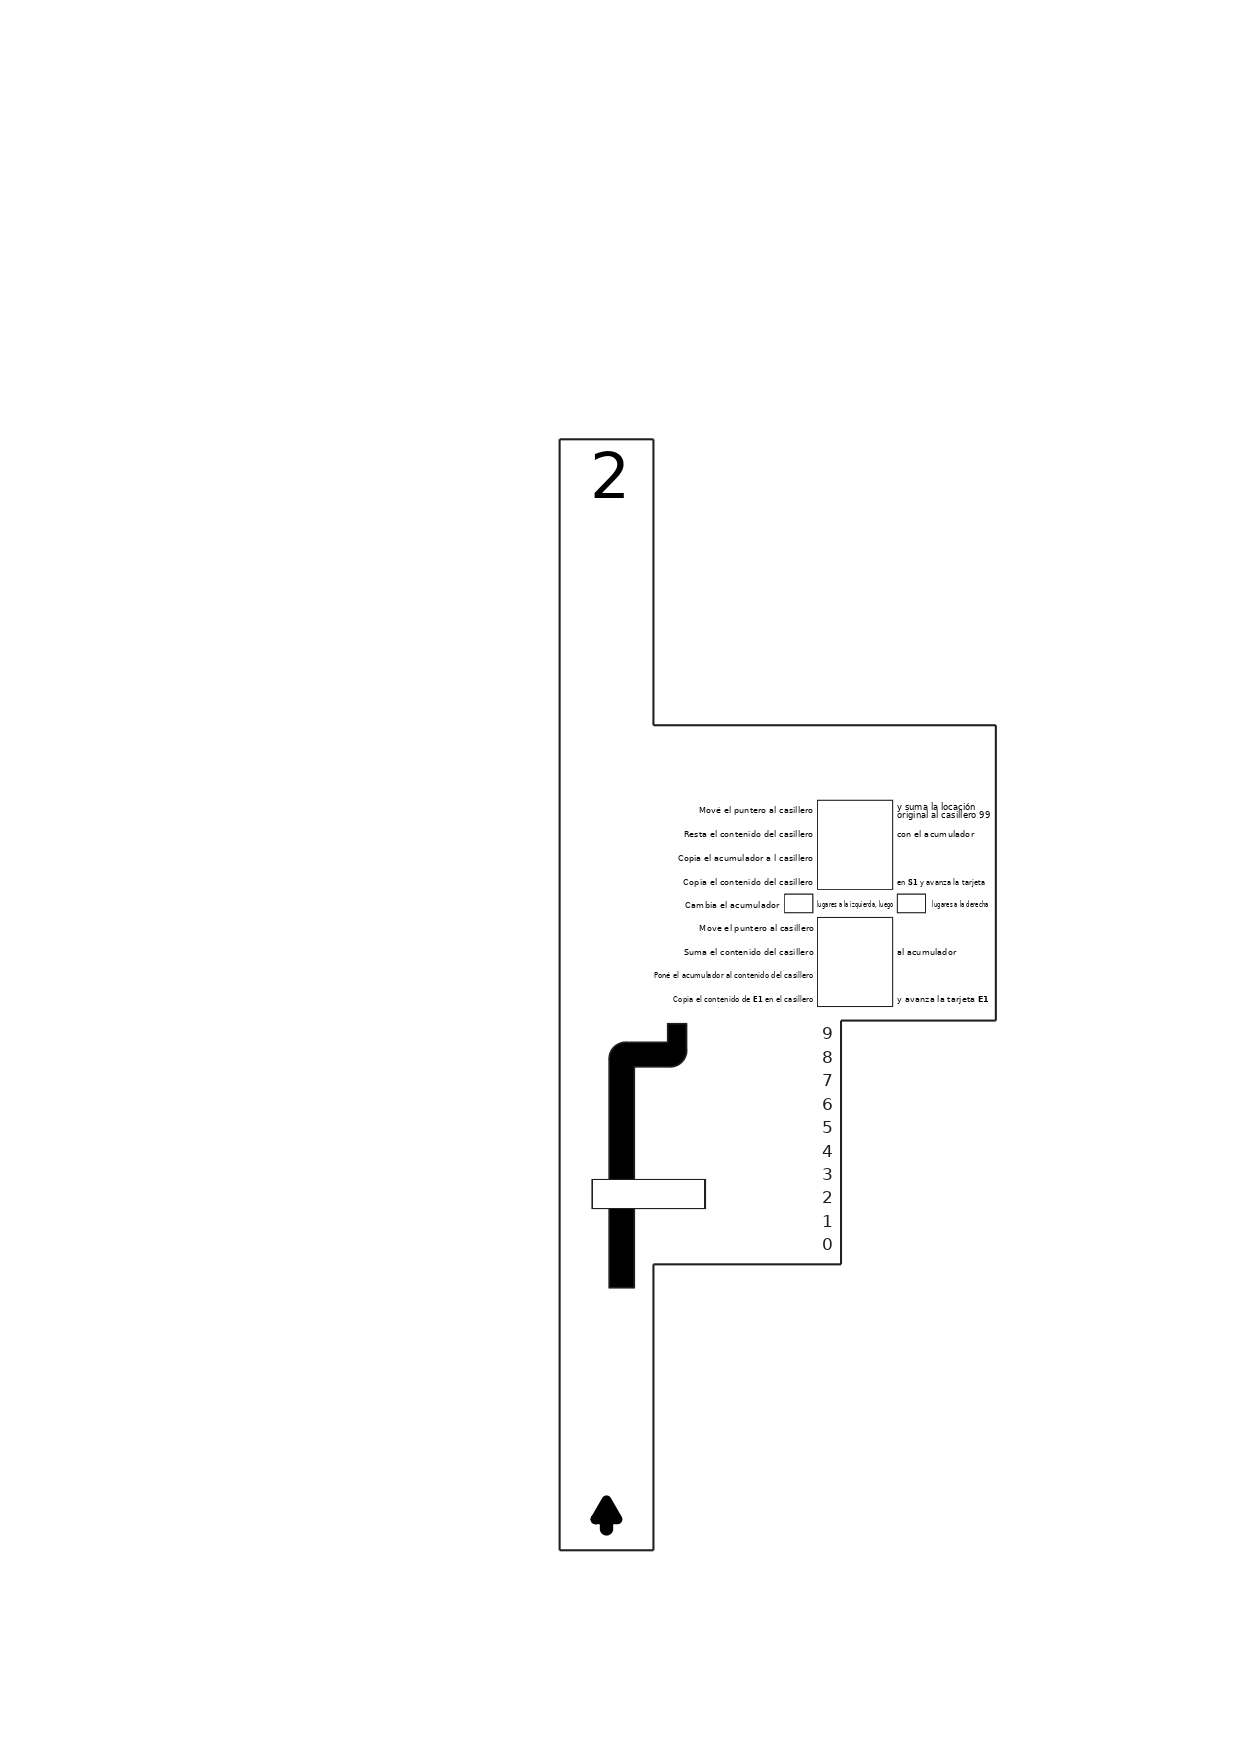 2
Mové el puntero al casillero y suma la locación
original al casillero 99
Resta el contenido del casillero con el acumulador
Copia el acumulador a l casillero
Copia el contenido del casillero en S1 y avanza la tarjeta
Cambia el acumulador lugares a la izquierda, luego lugares a la derecha
Move el puntero al casillero
Suma el contenido del casillero al acumulador
Poné el acumulador al contenido del casillero
Copia el contenido de E1 en el casillero y avanza la tarjeta E1
9
8
7
6
5
4
3
2
1
0